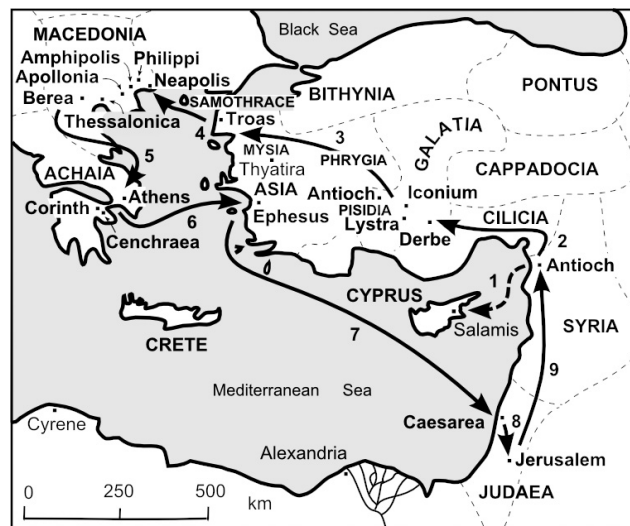 Black Sea
MACEDONIA
Amphipolis
Philippi
Apollonia
Neapolis
Berea
SAMOTHRACE
BITHYNIA
PONTUS
Thessalonica
4
Troas
3
GALATIA
MYSIA
PHRYGIA
Thyatira
CAPPADOCIA
5
ACHAIA
ASIA
Antioch
Iconium
Athens
Corinth
Ephesus
PISIDIA
Lystra
CILICIA
6
Derbe
2
Cenchraea
Antioch
1
CYPRUS
Salamis
SYRIA
7
CRETE
9
Mediterranean Sea
Caesarea
8
Cyrene
Alexandria
Jerusalem
JUDAEA
0 250 500
km